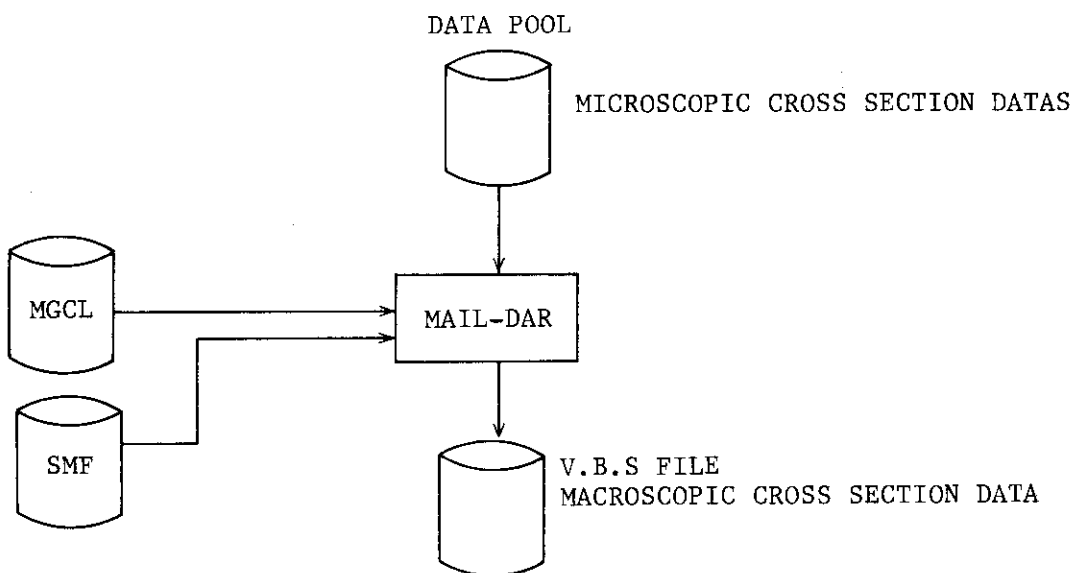 DATA POOL
MICROSCOPIC CROSS SECTION DATAS
MGCL
MAIL-DAR
SMF
V.B.S FILE
MACROSCOPIC CROSS SECTION DATA